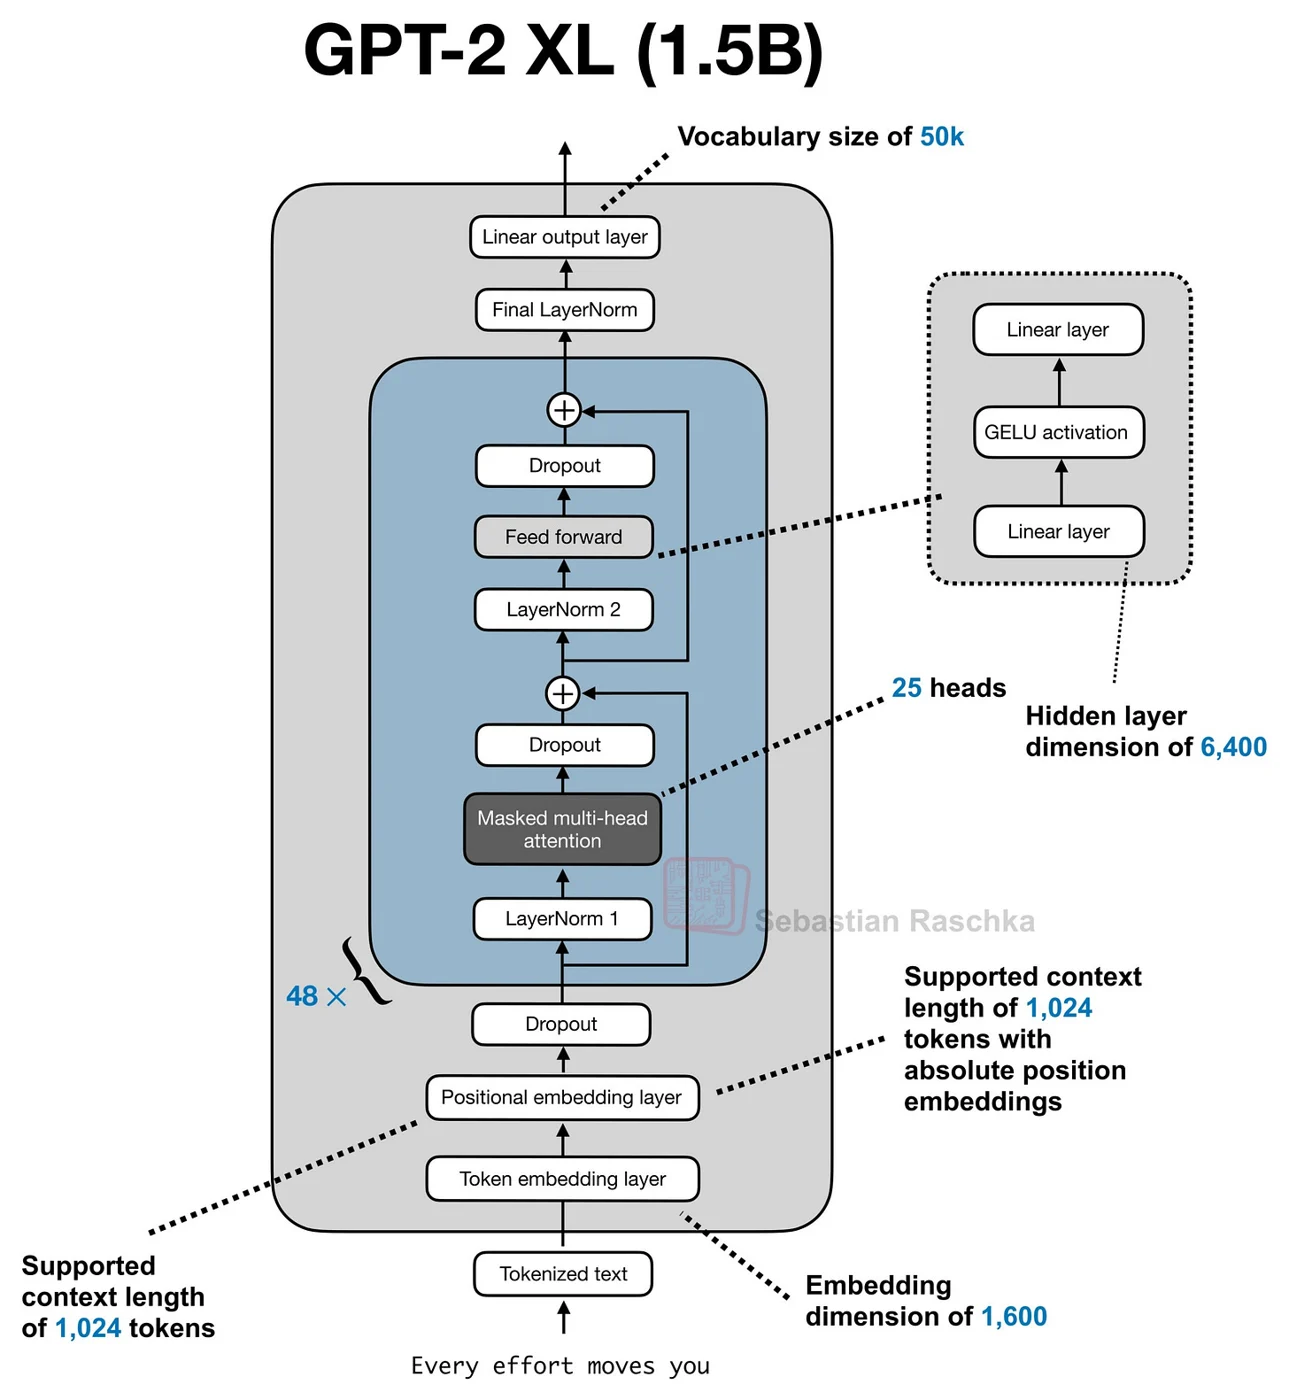 GPT-2 XL (1.5B)
Vocabulary size of 50k
Linear output layer
Final LayerNorm
Dropout
Feed forward
LayerNorm 2
Dropout
Masked multi-head
attention
LayerNorm 1
48 ×
Dropout
Positional embedding layer
Token embedding layer
Tokenized text
Every effort moves you
Linear layer
GELU activation
Linear layer
Hidden layer
dimension of 6,400
25 heads
Sebastian Raschka
Supported context
length of 1,024
tokens with
absolute position
embeddings
Supported
context length
of 1,024 tokens
Embedding
dimension of 1,600